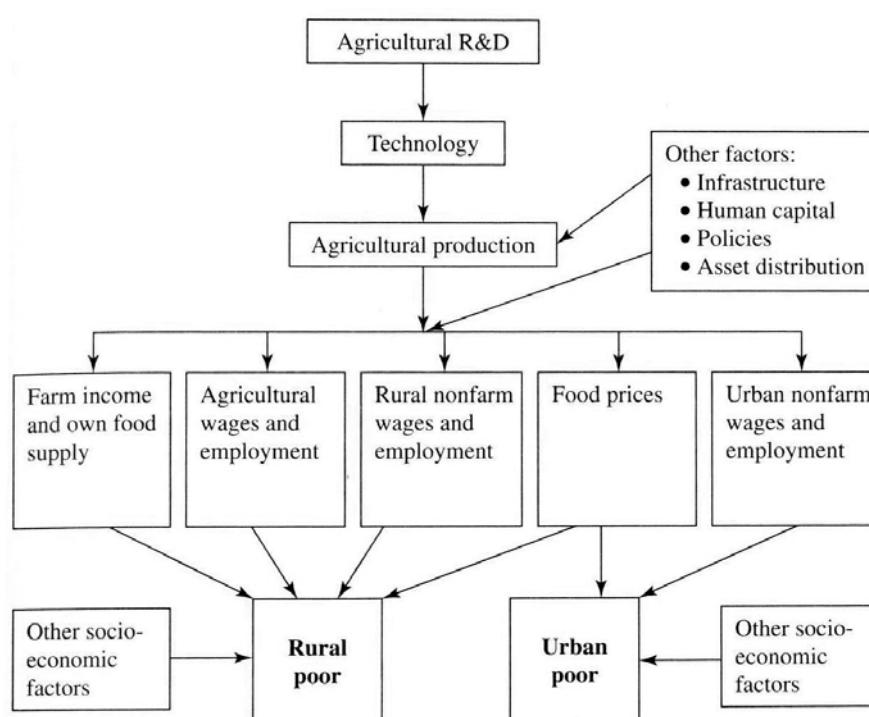 Agricultural R&D
Technology
Other factors:
• Infrastructure
• Human capital
• Policies
• Asset distribution
Agricultural production
Farm income
and own food
supply
Agricultural
wages and
employment
Rural nonfarm
wages and
employment
Food prices
Urban nonfarm
wages and
employment
Other socio-
economic
factors
Rural
poor
Urban
poor
Other socio-
economic
factors